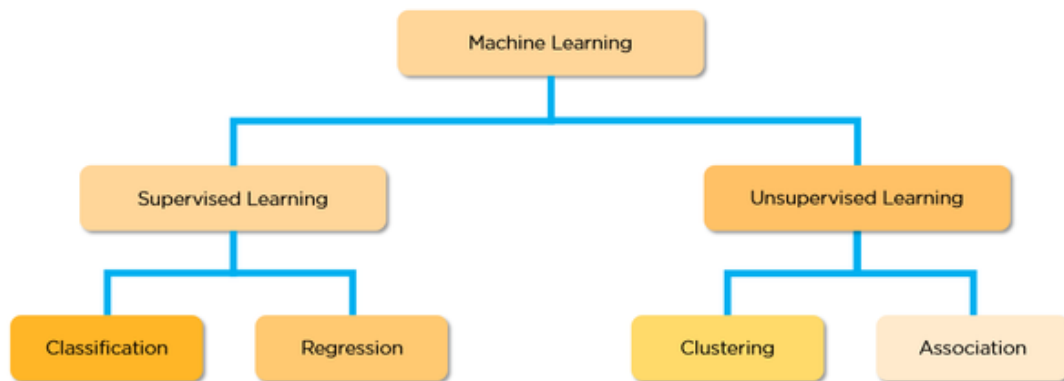 Machine Learning
Supervised Learning
Unsupervised Learning
Classification
Regression
Clustering
Association